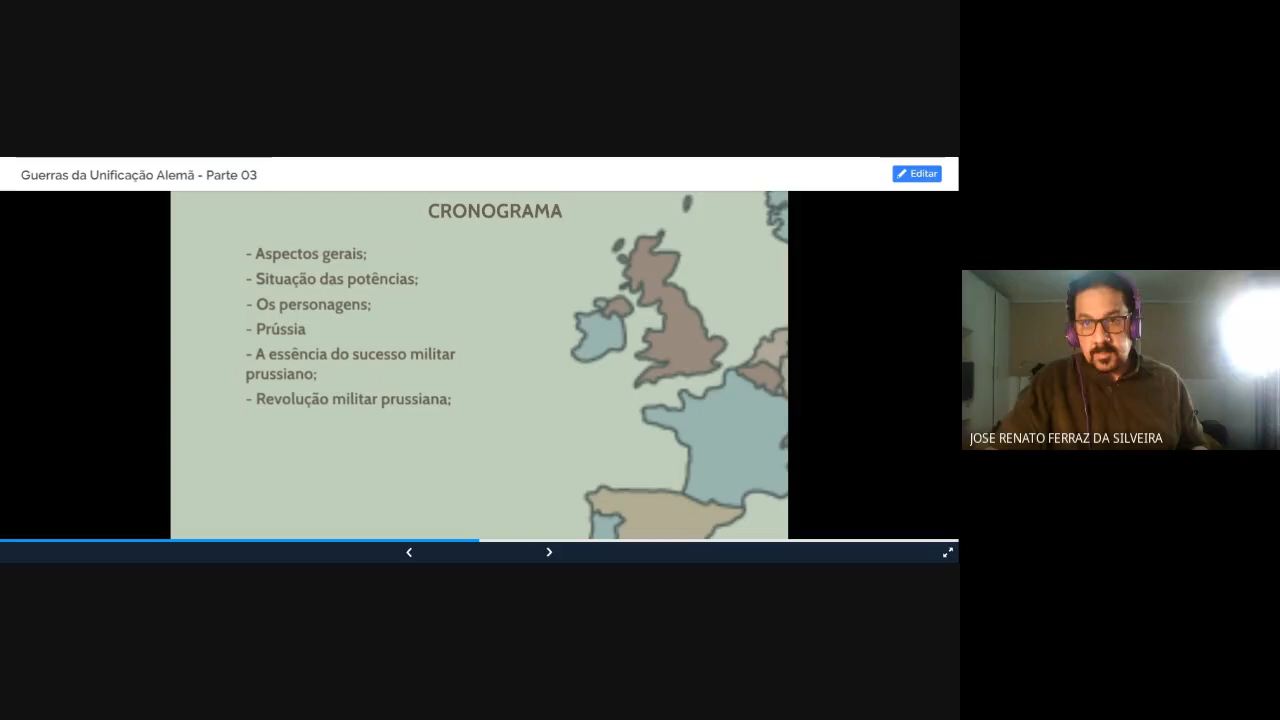 Guerras da Unificação Alemã - Parte 03
Editar
CRONOGRAMA
- Aspectos gerais;
- Situação das potências;
- Os personagens;
- Prússia
- A essência do sucesso militar
prussiano;
- Revolução militar prussiana;
JOSE RENATO FERRAZ DA SILVEIRA